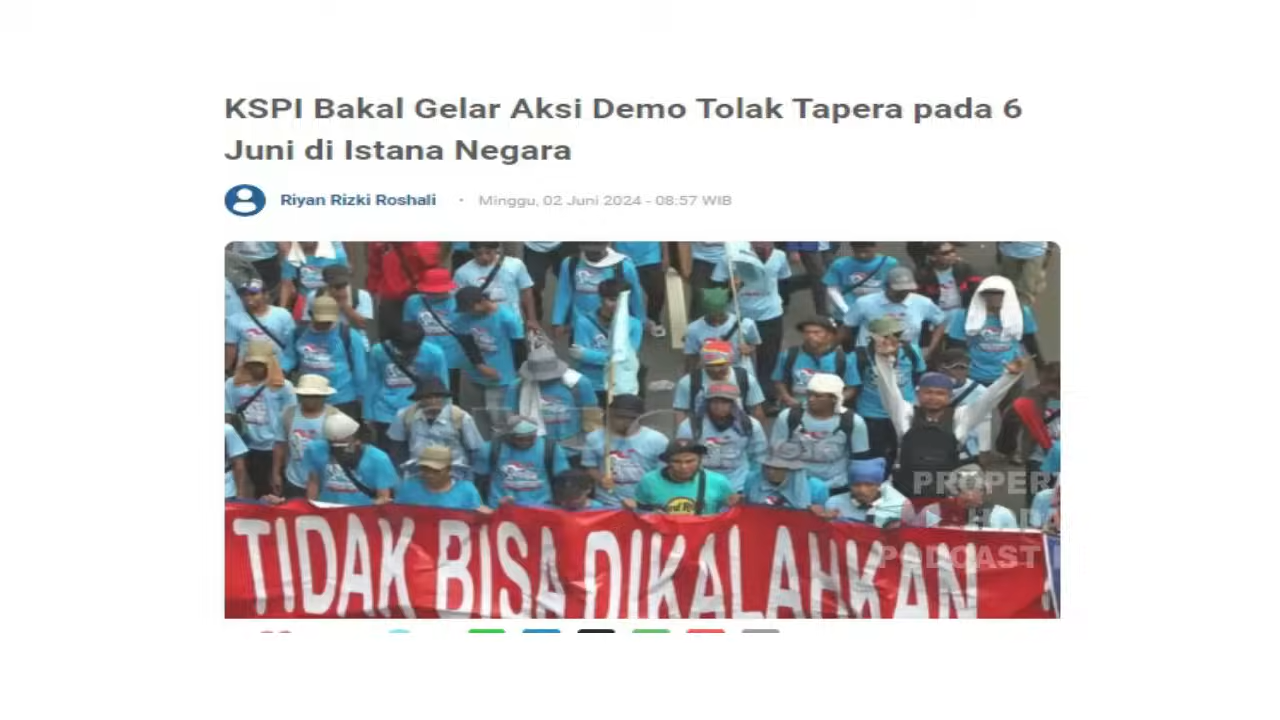 KSPI Bakal Gelar Aksi Demo Tolak Tapera pada 6
Juni di Istana Negara
Riyan Rizki Roshali • Minggu, 02 Juni 2024 - 08:57 WIB
TIDAK BISA DIKALAHKAN
PODCAST